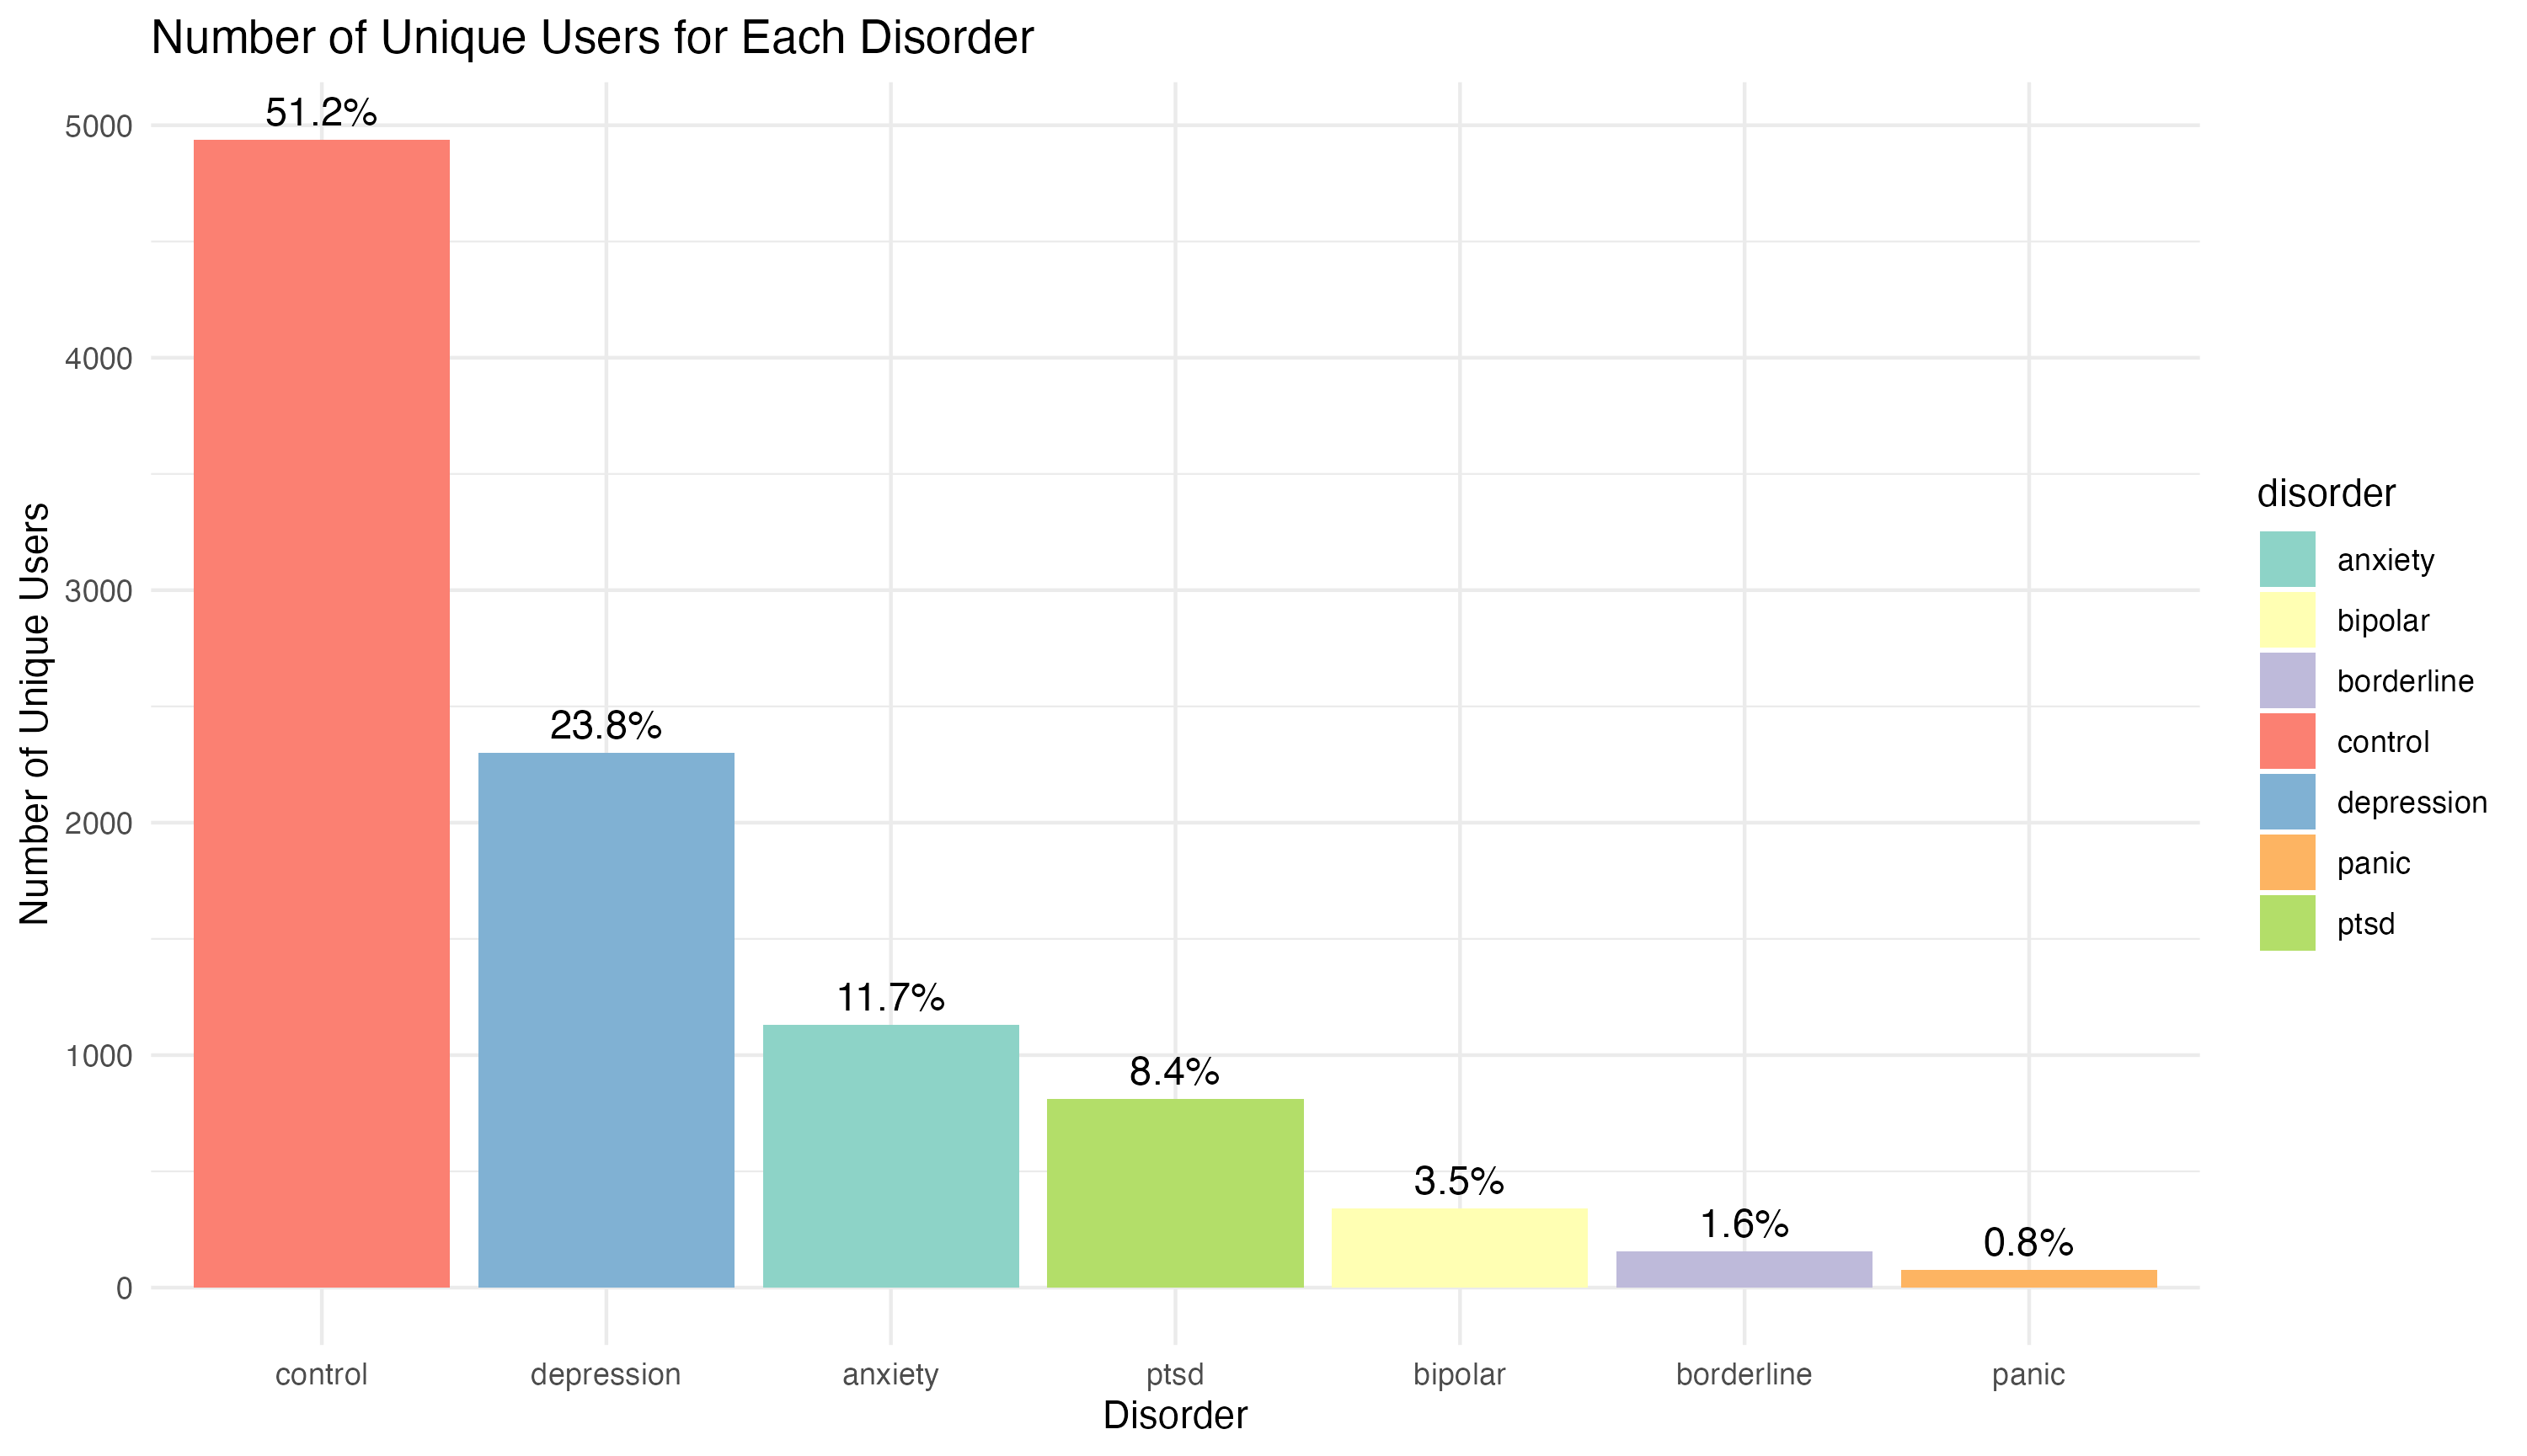 Number of Unique Users for Each Disorder
Number of Unique Users
5000
4000
3000
2000
1000
0
51.2%
23.8%
11.7%
8.4%
3.5%
1.6%
0.8%
control
depression
anxiety
ptsd
bipolar
borderline
panic
Disorder
disorder
anxiety
bipolar
borderline
control
depression
panic
ptsd